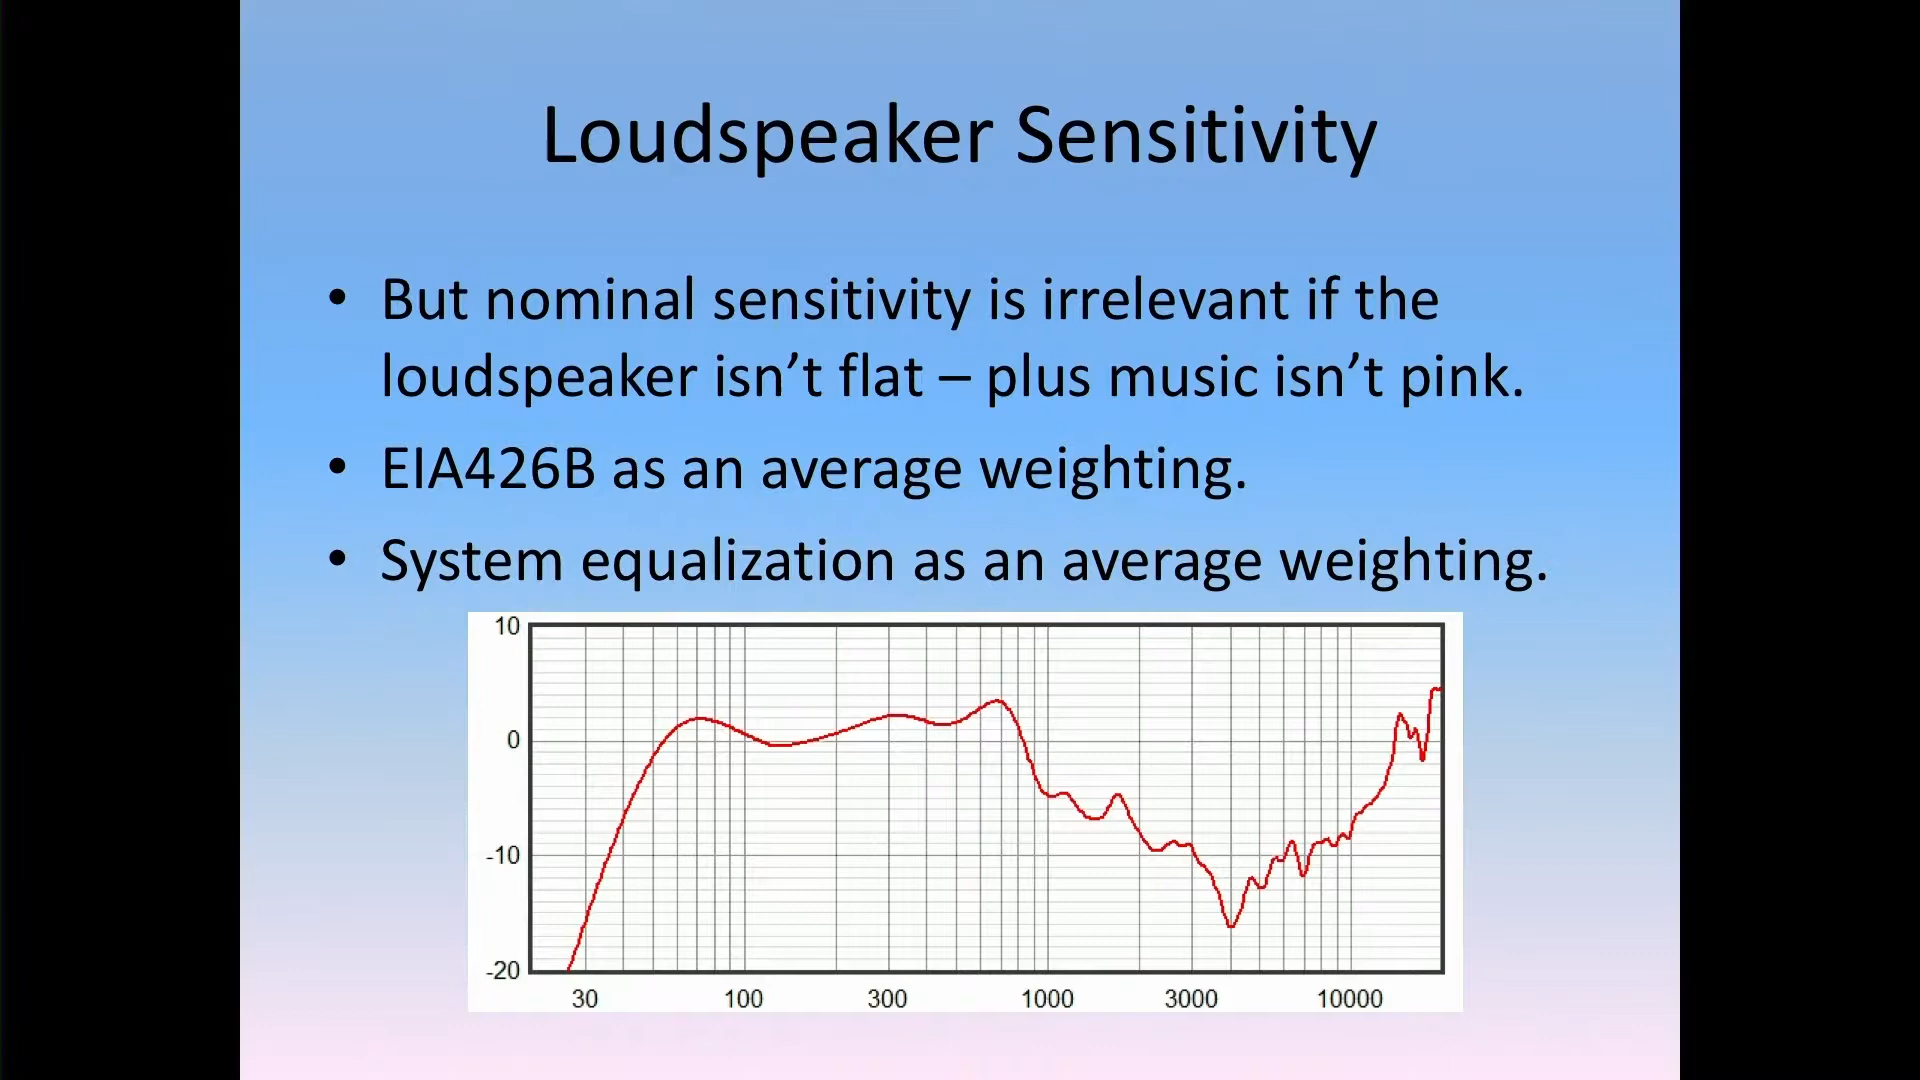 Loudspeaker Sensitivity
• But nominal sensitivity is irrelevant if the
loudspeaker isn’t flat – plus music isn’t pink.
• EIA426B as an average weighting.
• System equalization as an average weighting.
10
0
-10
-20
30 100 300 1000 3000 10000